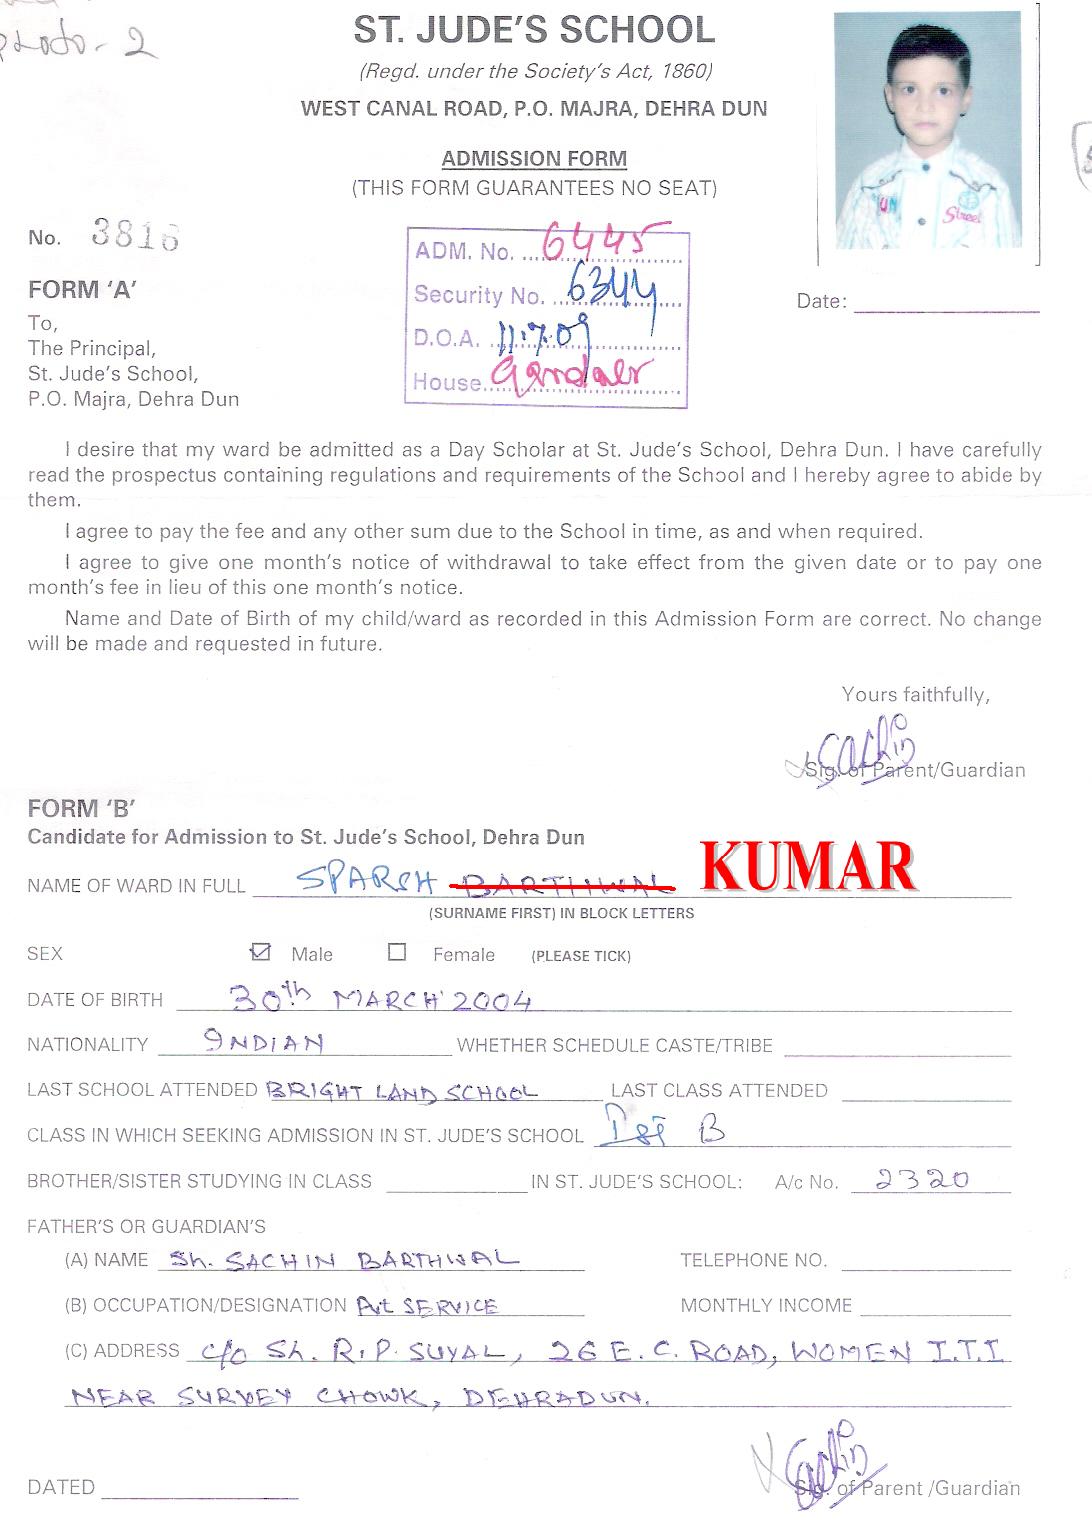 - 2
ST. JUDE'S SCHOOL
(Regd. under the Society's Act, 1860)
WEST CANAL ROAD, P.O. MAJRA, DEHRA DUN
ADMISSION FORM
(THIS FORM GUARANTEES NO SEAT)
No. 3816
ADM. No. 6445
Security No. 6344
D.O.A. 11.7.09
House
FORM 'A'
Date:
To,
The Principal,
St. Jude's School,
P.O. Majra, Dehra Dun
I desire that my ward be admitted as a Day Scholar at St. Jude's School, Dehra Dun. I have carefully
read the prospectus containing regulations and requirements of the School and I hereby agree to abide by
them.
I agree to pay the fee and any other sum due to the School in time, as and when required.
I agree to give one month's notice of withdrawal to take effect from the given date or to pay one
month's fee in lieu of this one month's notice.
Name and Date of Birth of my child/ward as recorded in this Admission Form are correct. No change
will be made and requested in future.
Yours faithfully,
Sachin
Sig. of Parent/Guardian
FORM 'B'
Candidate for Admission to St. Jude's School, Dehra Dun
NAME OF WARD IN FULL SPARSH BARTHWAL KUMAR
(SURNAME FIRST) IN BLOCK LETTERS
SEX Male Female (PLEASE TICK)
DATE OF BIRTH 30th MARCH 2004
NATIONALITY INDIAN WHETHER SCHEDULE CASTE/TRIBE
LAST SCHOOL ATTENDED BRIGHT LAND SCHOOL LAST CLASS ATTENDED
CLASS IN WHICH SEEKING ADMISSION IN ST. JUDE'S SCHOOL Ist B
BROTHER/SISTER STUDYING IN CLASS IN ST. JUDE'S SCHOOL: A/c No. 2320
FATHER'S OR GUARDIAN'S
(A) NAME Sh. SACHIN BARTHWAL TELEPHONE NO.
(B) OCCUPATION/DESIGNATION Pvt SERVICE MONTHLY INCOME
(C) ADDRESS C/o Sh. R.P. SUYAL, 26 E.C. ROAD, WOMEN I.T.I
NEAR SURVEY CHOWK, DEHRADUN.
Sachin
DATED Sig. of Parent /Guardian